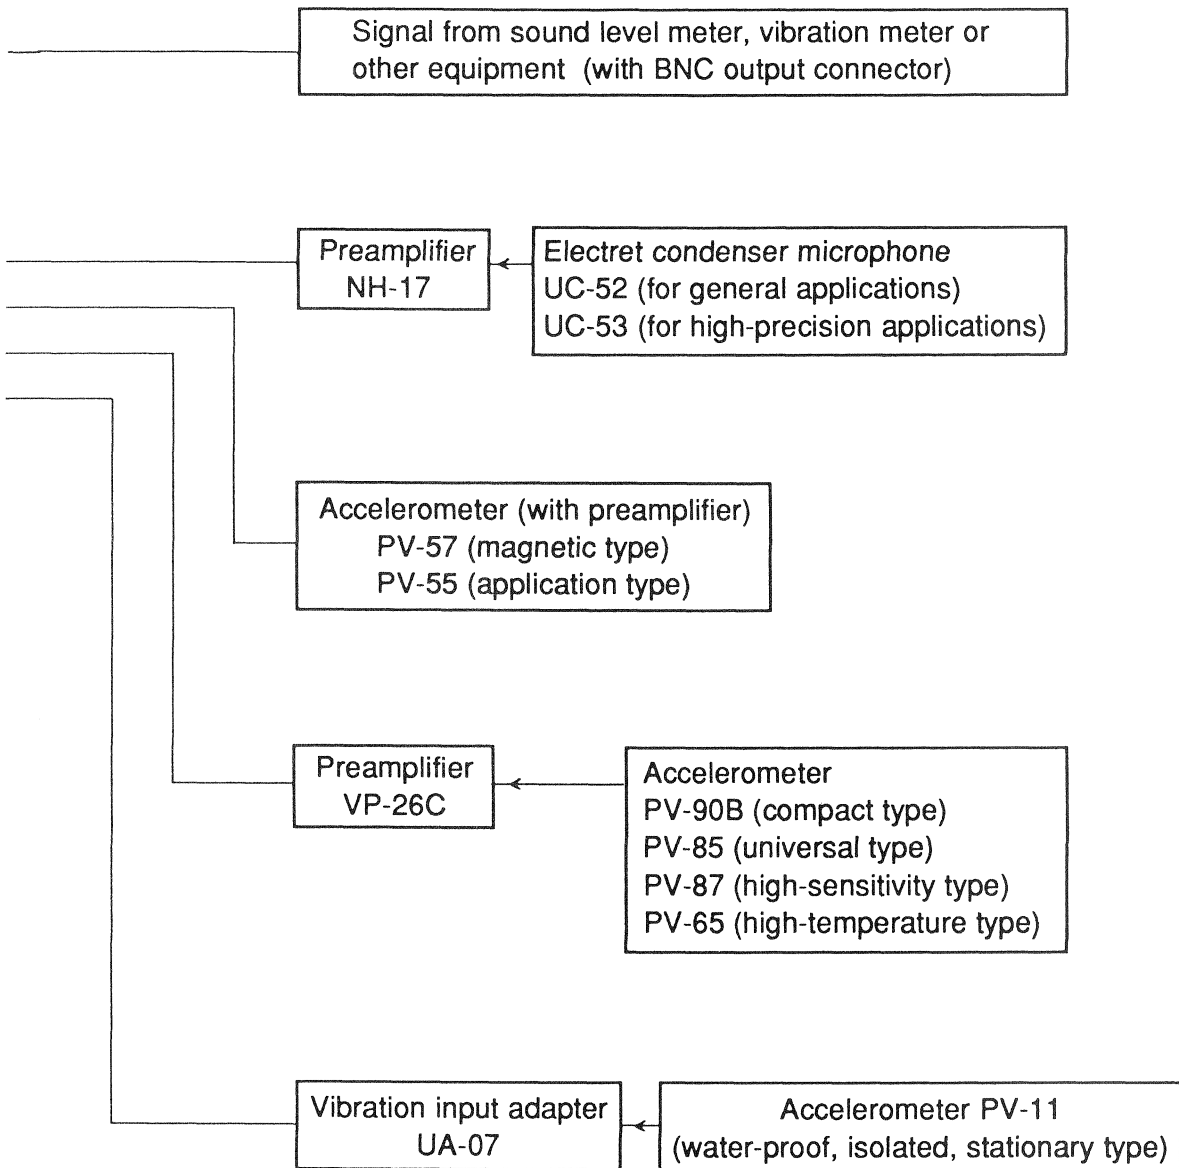 Signal from sound level meter, vibration meter or
other equipment (with BNC output connector)
Preamplifier
NH-17
Electret condenser microphone
UC-52 (for general applications)
UC-53 (for high-precision applications)
Accelerometer (with preamplifier)
PV-57 (magnetic type)
PV-55 (application type)
Preamplifier
VP-26C
Accelerometer
PV-90B (compact type)
PV-85 (universal type)
PV-87 (high-sensitivity type)
PV-65 (high-temperature type)
Vibration input adapter
UA-07
Accelerometer PV-11
(water-proof, isolated, stationary type)